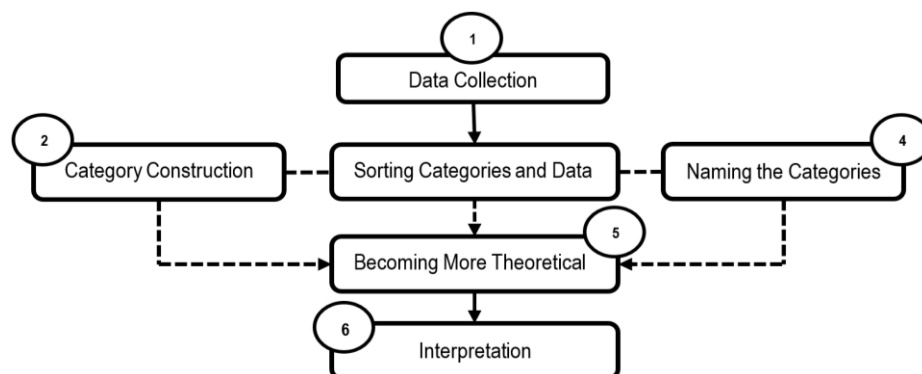 1
Data Collection
2
Category Construction
Sorting Categories and Data
4
Naming the Categories
5
Becoming More Theoretical
6
Interpretation